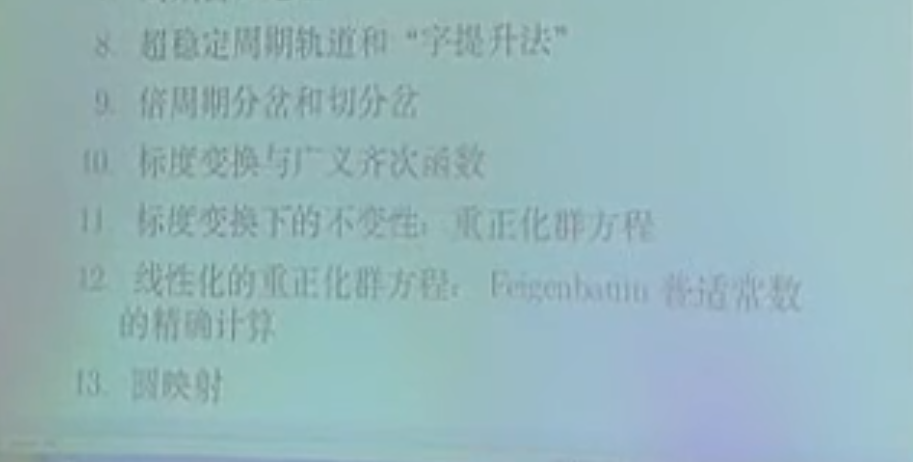 8. 超稳定周期轨道和“字提升法”
9. 倍周期分岔和切分岔
10. 标度变换与广义齐次函数
11. 标度变换下的不变性：重正化群方程
12. 线性化的重正化群方程：Feigenbaum 普适常数
的精确计算
13. 圆映射